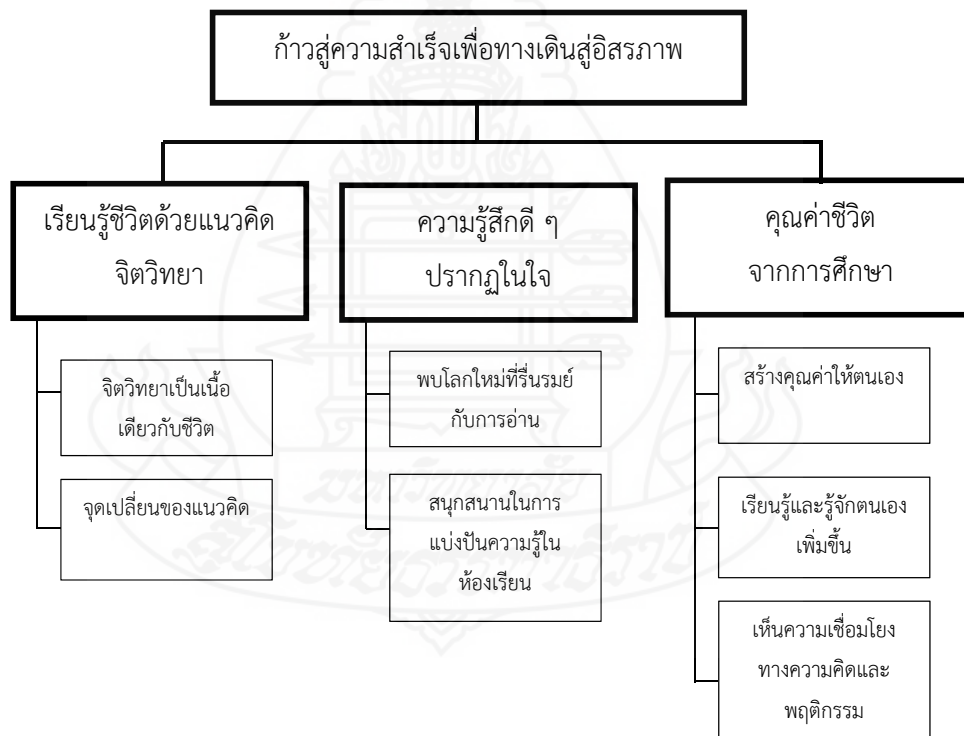 ก้าวสู่ความสำเร็จเพื่อทางเดินสู่อิสรภาพ
เรียนรู้ชีวิตด้วยแนวคิด
จิตวิทยา
จิตวิทยาเป็นเนื้อ
เดียวกับชีวิต
จุดเปลี่ยนของแนวคิด
ความรู้สึกดี ๆ
ปรากฏในใจ
พบโลกใหม่ที่รื่นรมย์
กับการอ่าน
สนุกสนานในการ
แบ่งปันความรู้ใน
ห้องเรียน
คุณค่าชีวิต
จากการศึกษา
สร้างคุณค่าให้ตนเอง
เรียนรู้และรู้จักตนเอง
เพิ่มขึ้น
เห็นความเชื่อมโยง
ทางความคิดและ
พฤติกรรม